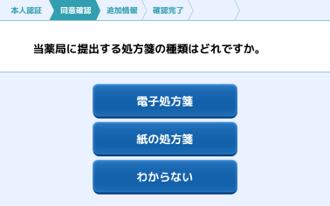 本人認証 同意確認 追加情報 確認完了
当薬局に提出する処方箋の種類はどれですか。
電子処方箋
紙の処方箋
わからない